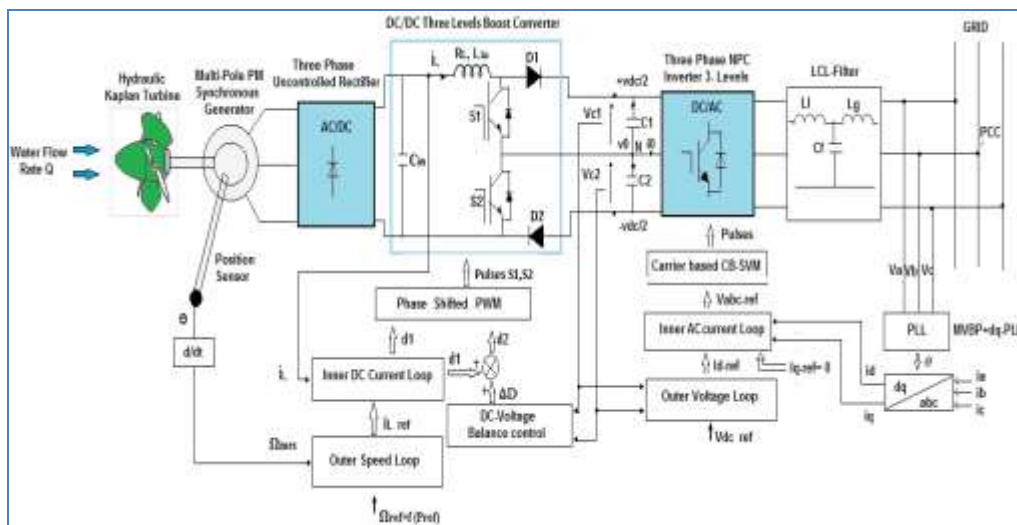 DC/DC Three Levels Boost Converter
GRID
Hydraulic
Kaplan Turbine
Multi-Pole PM
Synchronous
Generator
Three Phase
Uncontrolled Rectifier
iL
RL, Lin
D1
Three Phase NPC
Inverter 3. Levels
LCL-Filter
+vdc/2
AC/DC
S1
Vc1
C1
DC/AC
Ll
Lg
PCC
Water Flow
Rate Q
Cin
v0
N
i0
Cf
S2
Vc2
C2
D2
-vdc/2
Pulses
Position
Sensor
Pulses S1,S2
Carrier based CB-SVM
Va
Vb
Vc
Θ
Phase Shifted PWM
Vabc-ref
d/dt
d1
d2
Inner AC current Loop
PLL
MVBP=dq-PLL
iL
Inner DC Current Loop
d1
+
+
ΔD
Id-ref
Iq-ref= 0
id
iq
θ
dq
abc
ia
ib
ic
iL ref
DC-Voltage
Balance control
Outer Voltage Loop
Ωmes
Outer Speed Loop
Vdc ref
Ωref=f (Pref)